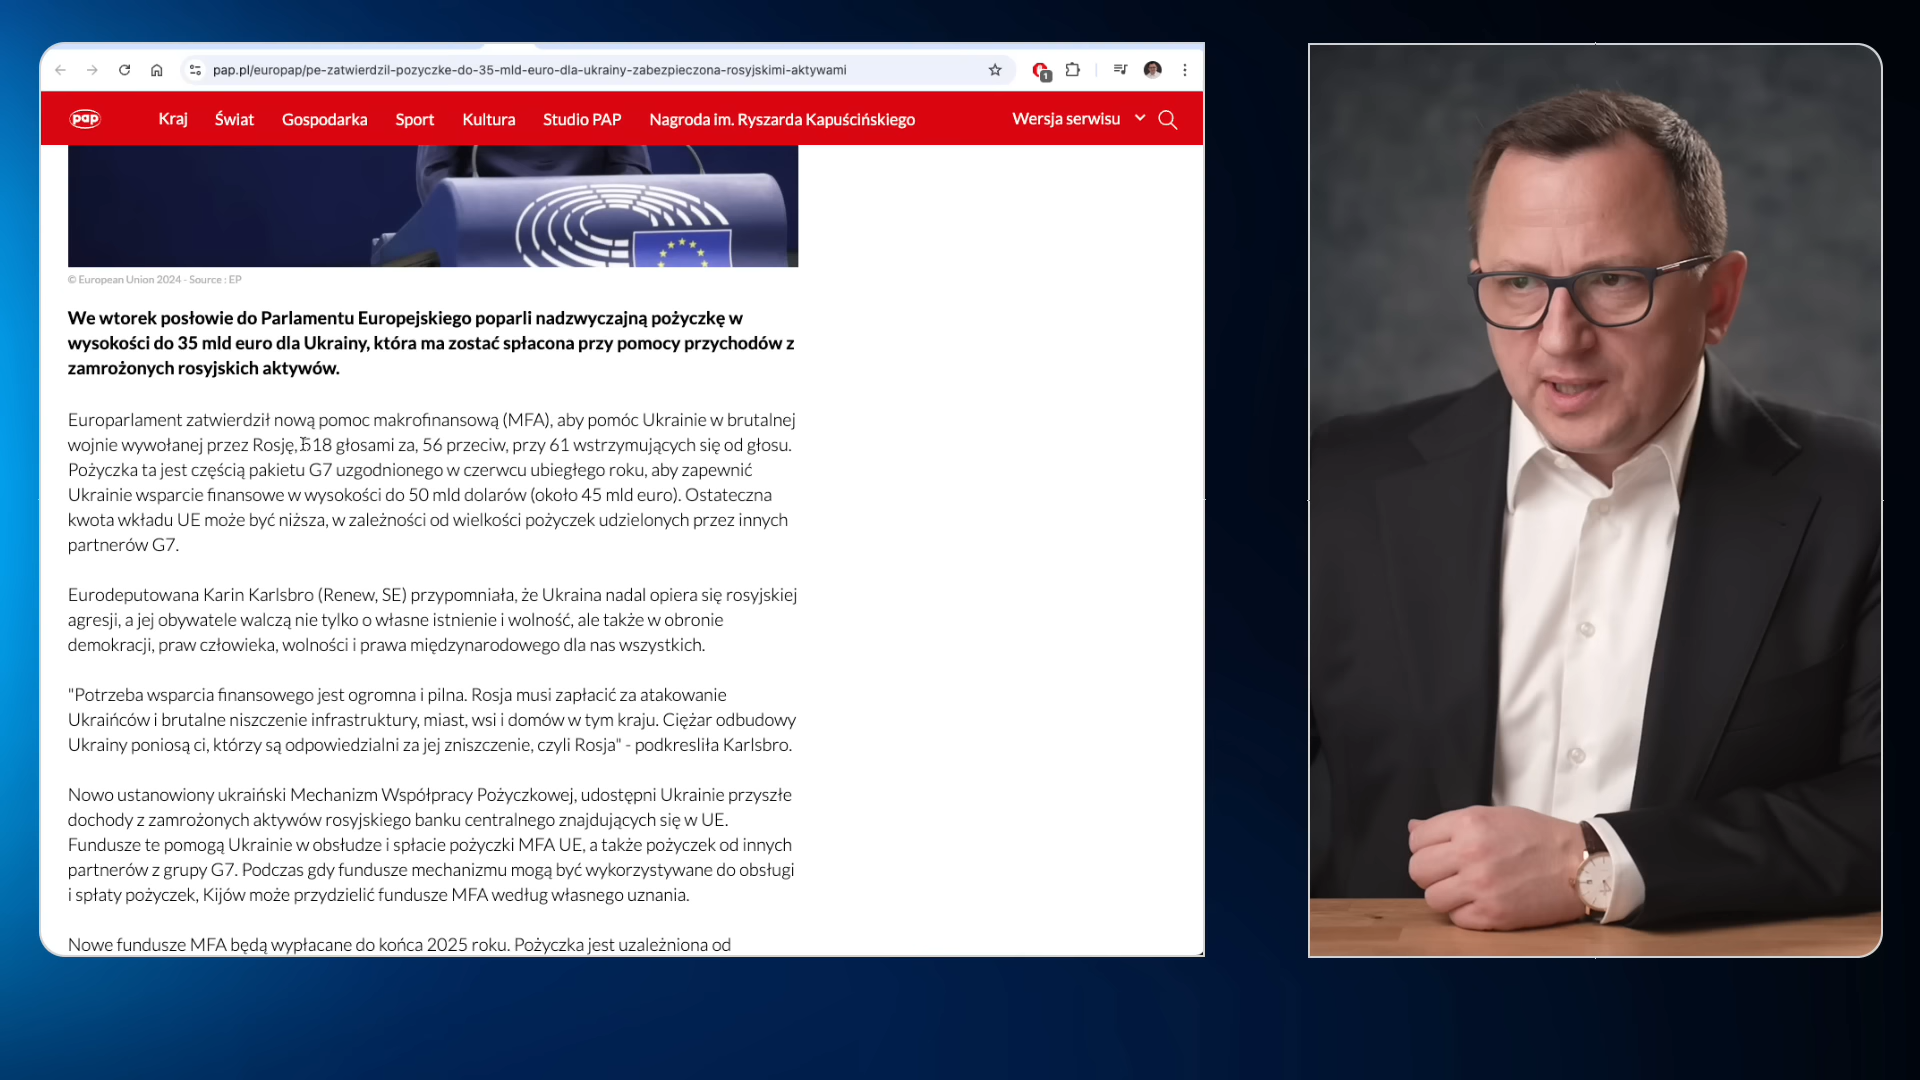 pap.pl/europap/pe-zatwierdzil-pozyczke-do-35-mld-euro-dla-ukrainy-zabezpieczona-rosyjskimi-aktywami
1
pap Kraj Świat Gospodarka Sport Kultura Studio PAP Nagroda im. Ryszarda Kapuścińskiego Wersja serwisu
© European Union 2024 - Source : EP
We wtorek posłowie do Parlamentu Europejskiego poparli nadzwyczajną pożyczkę w
wysokości do 35 mld euro dla Ukrainy, która ma zostać spłacona przy pomocy przychodów z
zamrożonych rosyjskich aktywów.
Europarlament zatwierdził nową pomoc makrofinansową (MFA), aby pomóc Ukrainie w brutalnej
wojnie wywołanej przez Rosję, 518 głosami za, 56 przeciw, przy 61 wstrzymujących się od głosu.
Pożyczka ta jest częścią pakietu G7 uzgodnionego w czerwcu ubiegłego roku, aby zapewnić
Ukrainie wsparcie finansowe w wysokości do 50 mld dolarów (około 45 mld euro). Ostateczna
kwota wkładu UE może być niższa, w zależności od wielkości pożyczek udzielonych przez innych
partnerów G7.
Eurodeputowana Karin Karlsbro (Renew, SE) przypomniała, że Ukraina nadal opiera się rosyjskiej
agresji, a jej obywatele walczą nie tylko o własne istnienie i wolność, ale także w obronie
demokracji, praw człowieka, wolności i prawa międzynarodowego dla nas wszystkich.
"Potrzeba wsparcia finansowego jest ogromna i pilna. Rosja musi zapłacić za atakowanie
Ukraińców i brutalne niszczenie infrastruktury, miast, wsi i domów w tym kraju. Ciężar odbudowy
Ukrainy poniosą ci, którzy są odpowiedzialni za jej zniszczenie, czyli Rosja" - podkresliła Karlsbro.
Nowo ustanowiony ukraiński Mechanizm Współpracy Pożyczkowej, udostępni Ukrainie przyszłe
dochody z zamrożonych aktywów rosyjskiego banku centralnego znajdujących się w UE.
Fundusze te pomogą Ukrainie w obsłudze i spłacie pożyczki MFA UE, a także pożyczek od innych
partnerów z grupy G7. Podczas gdy fundusze mechanizmu mogą być wykorzystywane do obsługi
i spłaty pożyczek, Kijów może przydzielić fundusze MFA według własnego uznania.
Nowe fundusze MFA będą wypłacane do końca 2025 roku. Pożyczka jest uzależniona od